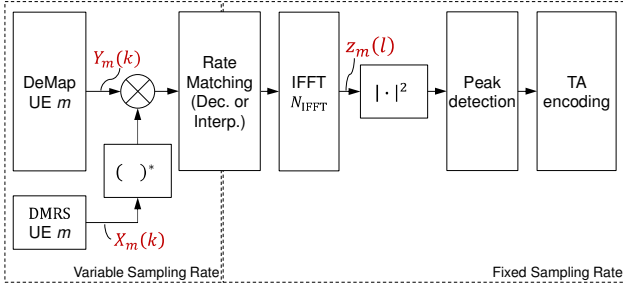 DeMap
UE m
Y_m(k)
Rate
Matching
(Dec. or
Interp.)
IFFT
N_IFFT
z_m(l)
| · |²
Peak
detection
TA
encoding
( )*
DMRS
UE m
X_m(k)
Variable Sampling Rate
Fixed Sampling Rate